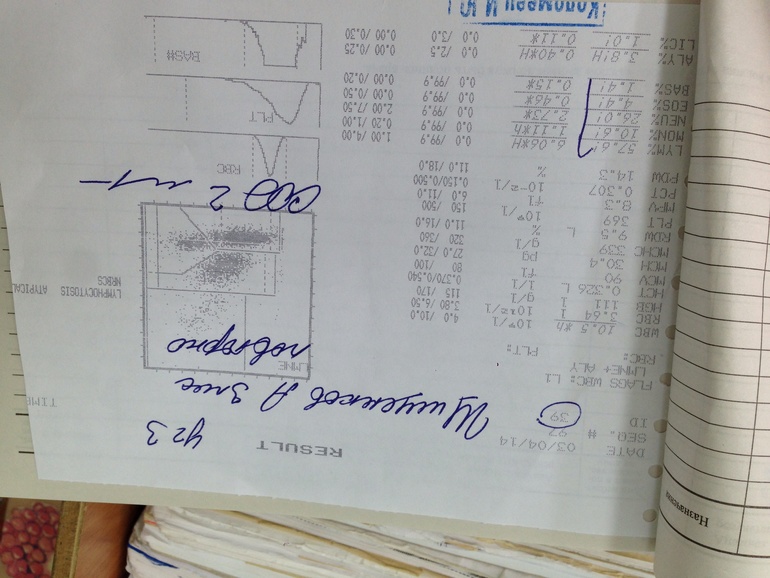 RESULT
DATE 03/04/14
TIME
SEQ. # 97
ID 39
повторно
FLAGS WBC: L1
LMNE+ ALY
RBC:
PLT:
LMNE
WBC 10.5 *h 10⁹/l 4.0 /10.0
RBC 3.64 l 10¹²/l 3.80 /6.50
HGB 111 l g/l 115 /170
HCT 0.326 L l/l 0.370/0.540
MCV 90 fl 80 /100
MCH 30.4 pg 27.0 /32.0
MCHC 339 g/l 320 /360
RDW 9.5 L % 11.0 /16.0
PLT 369 10⁹/l 150 /500
MPV 8.3 fl 6.0 /11.0
PCT 0.307 10⁻²/l 0.150/0.500
PDW 14.3 % 11.0 /18.0
LYMPHOCYTOSIS ATYPICAL
NRBCS
СОЭ 2 мм
RBC
PLT
BASO
LYM% 57.6! 6.06*H 0.0 /99.9 1.00 /4.00
MON% 10.6! 1.11*h 0.0 /99.9 0.20 /1.00
NEU% 26.0! 2.73* 0.0 /99.9 2.00 /7.50
EOS% 4.4! 0.46* 0.0 /99.9 0.00 /0.50
BAS% 1.4! 0.15* 0.0 /99.9 0.00 /0.20
ALY% 3.8!H 0.40*H 0.0 /2.5 0.00 /0.25
LIC% 1.0! 0.11* 0.0 /3.0 0.00 /0.30
Назначение